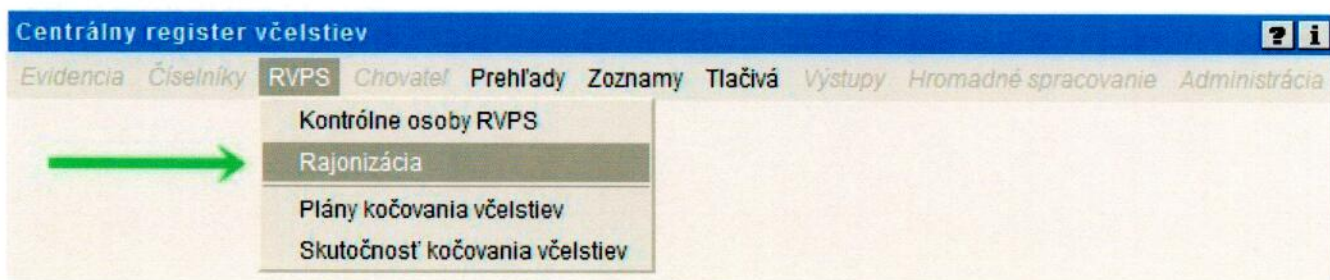 Centrálny register včelstiev
? i
Evidencia Číselníky RVPS Chovateľ Prehľady Zoznamy Tlačivá Výstupy Hromadné spracovanie Administrácia
Kontrólne osoby RVPS
Rajonizácia
Plány kočovania včelstiev
Skutočnosť kočovania včelstiev